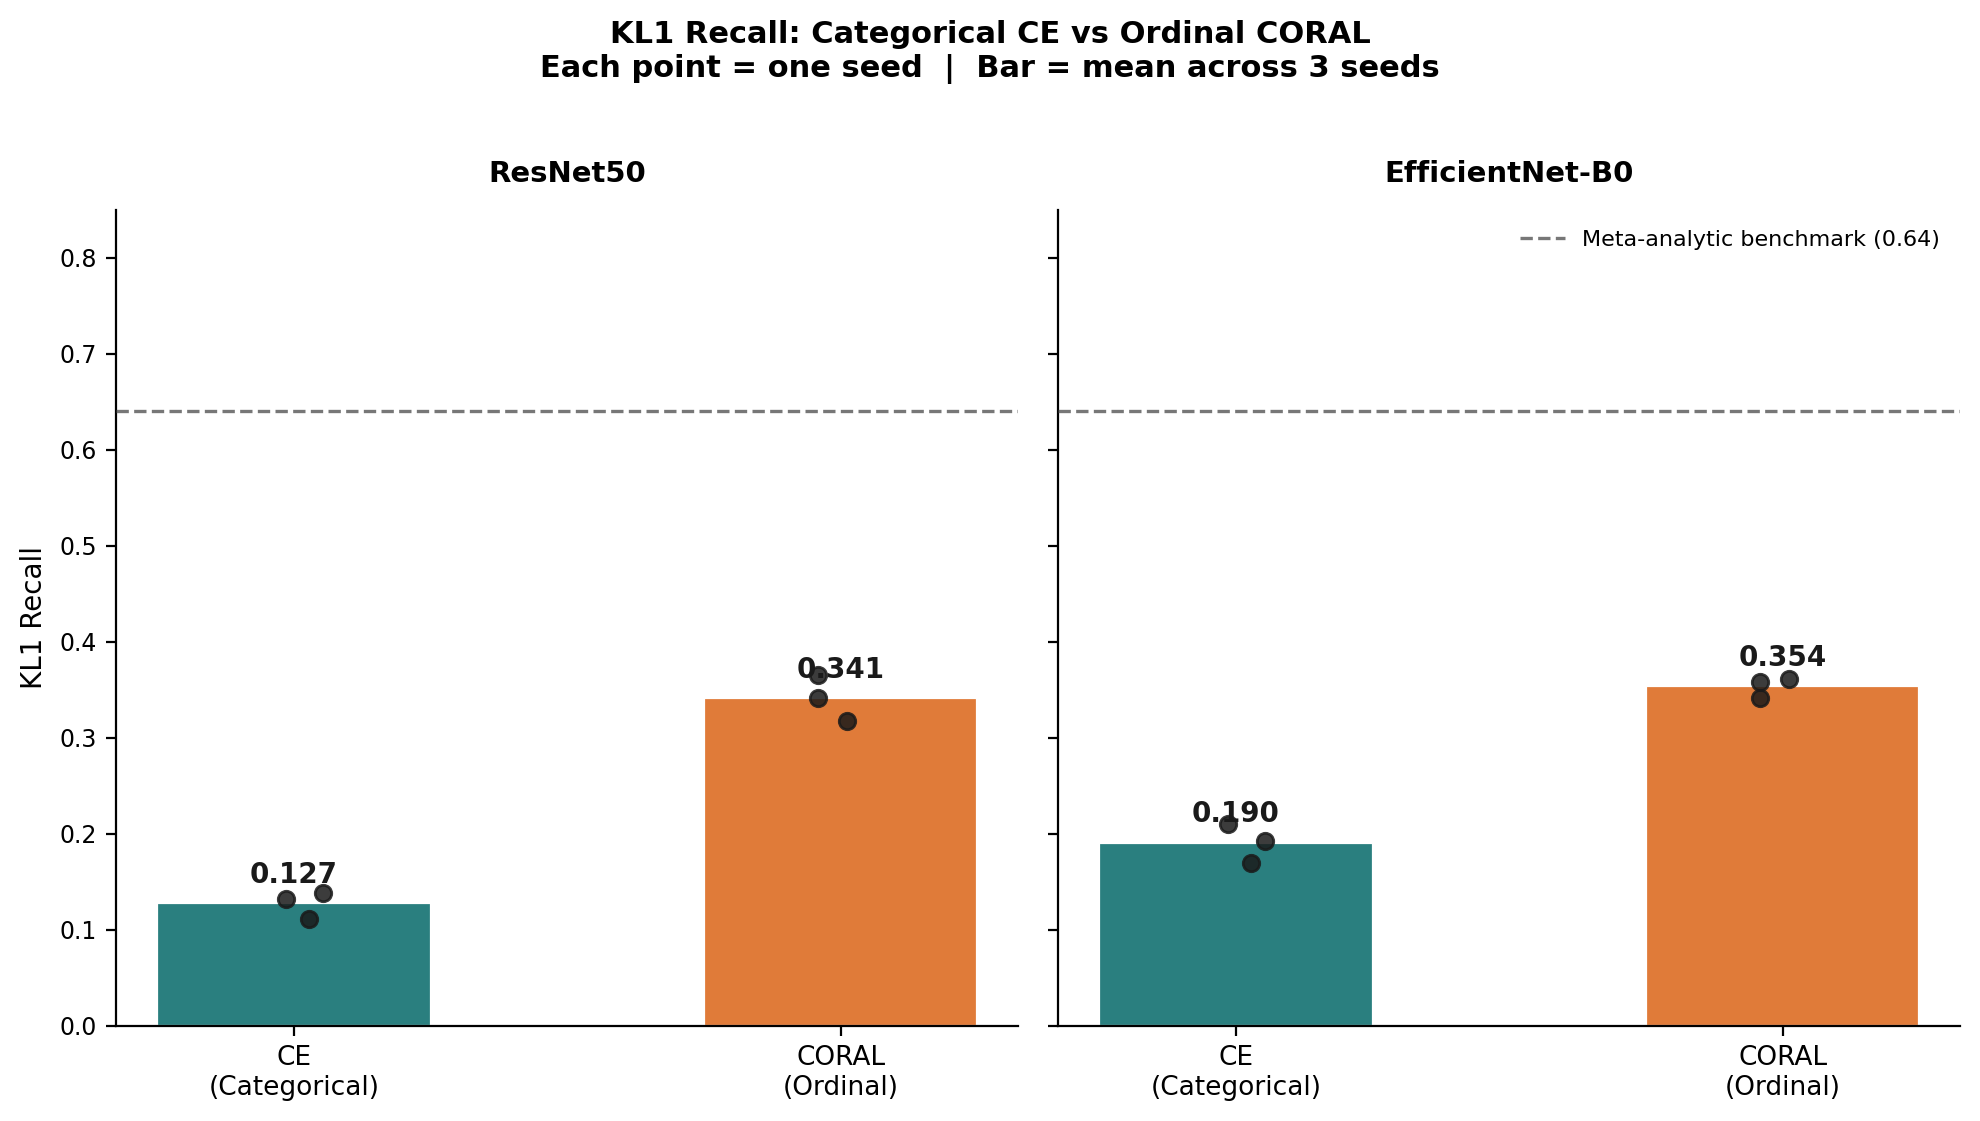 KL1 Recall: Categorical CE vs Ordinal CORAL
Each point = one seed | Bar = mean across 3 seeds
ResNet50
EfficientNet-B0
Meta-analytic benchmark (0.64)
KL1 Recall
0.8
0.7
0.6
0.5
0.4
0.3
0.2
0.1
0.0
0.127
0.341
0.190
0.354
CE
(Categorical)
CORAL
(Ordinal)
CE
(Categorical)
CORAL
(Ordinal)